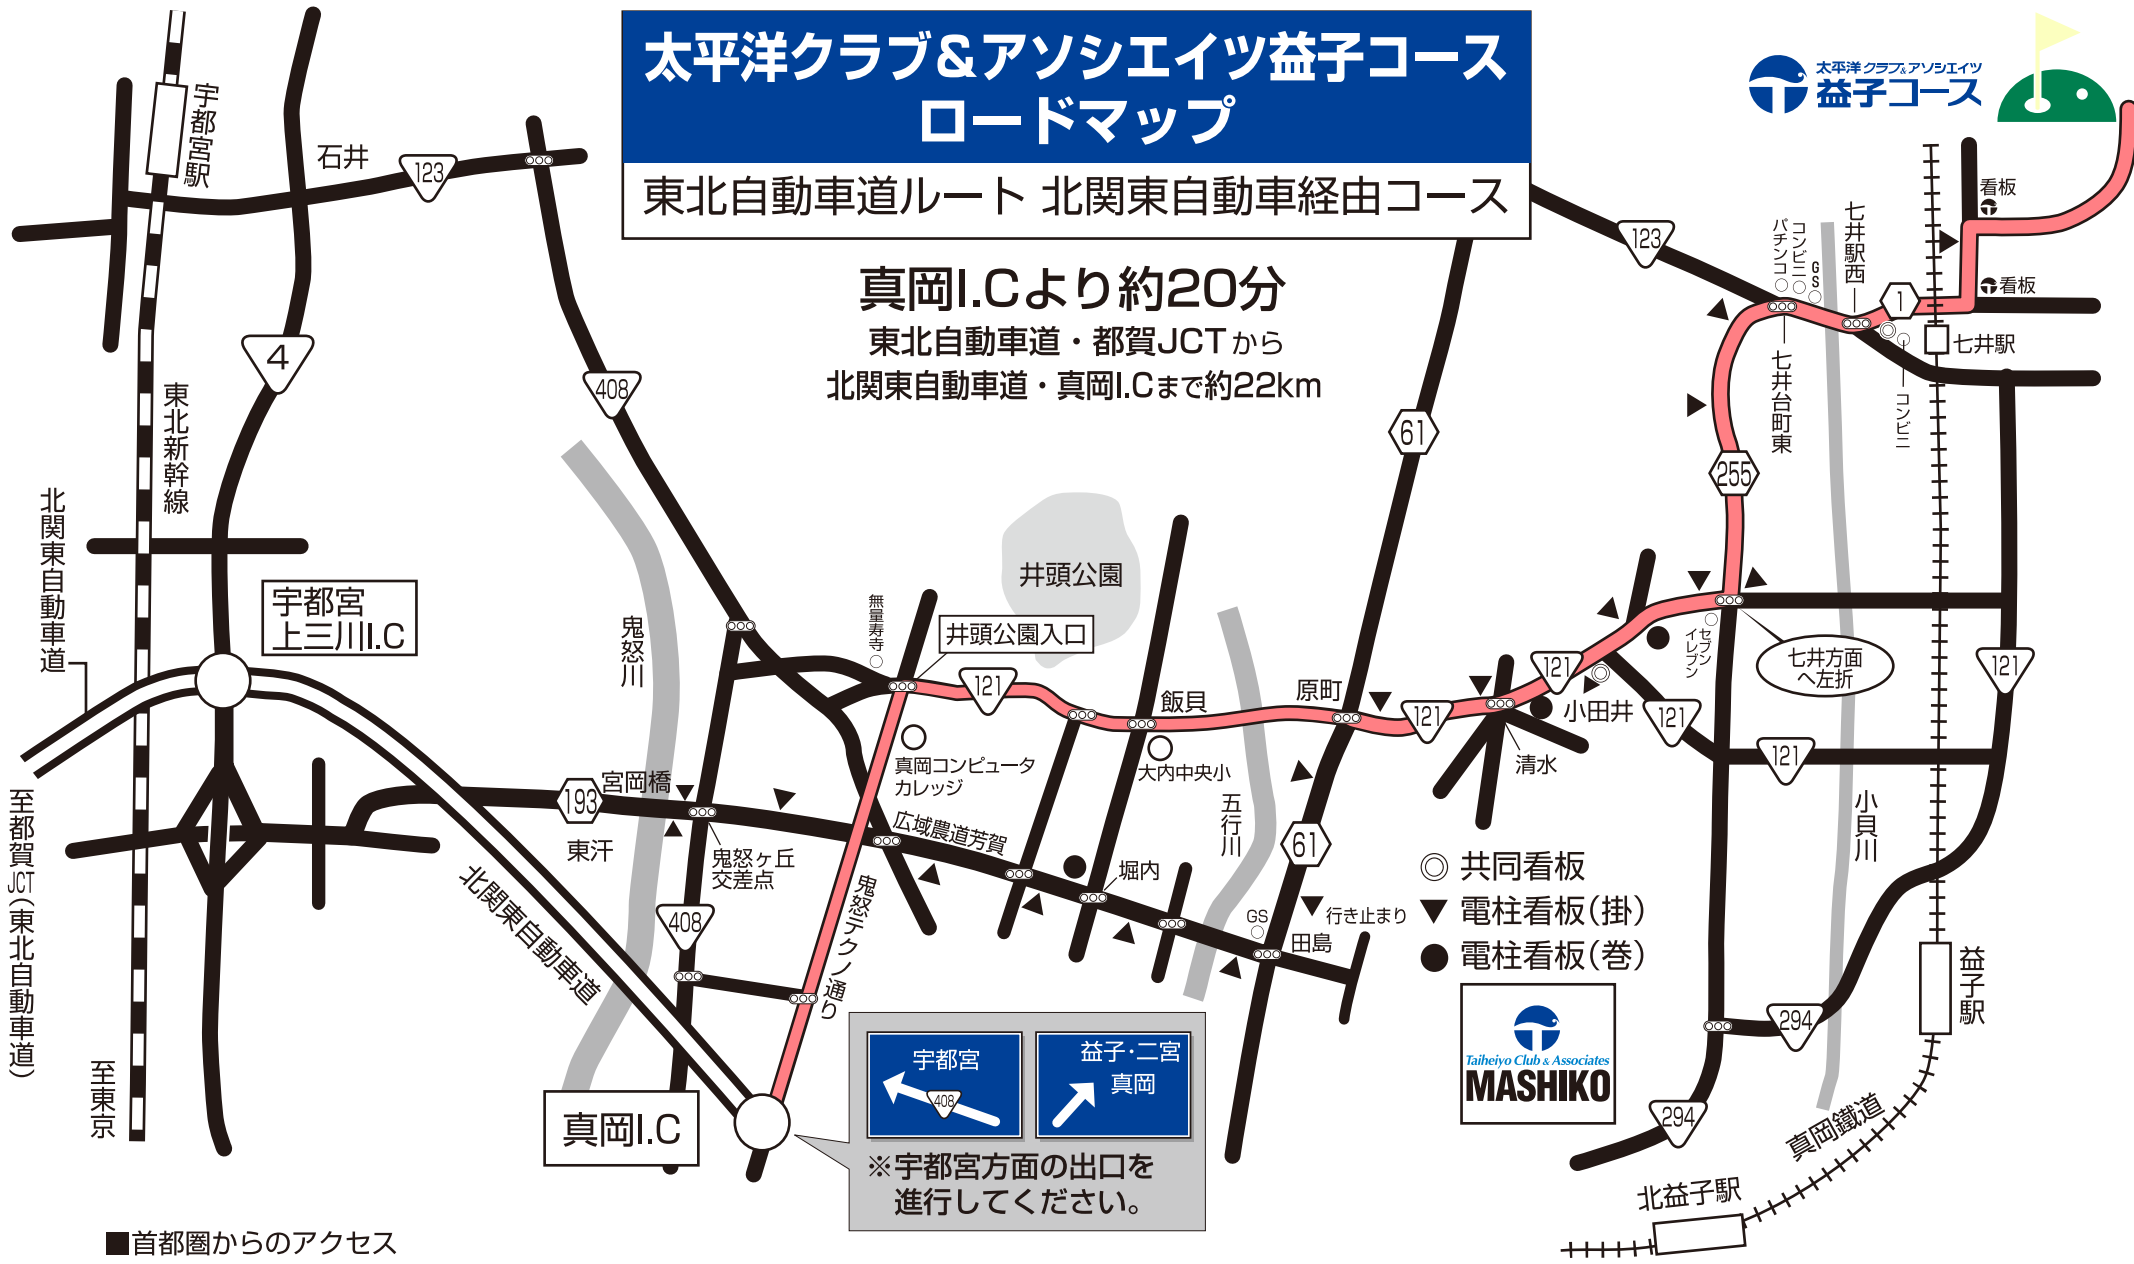 太平洋クラブ&アソシエイツ益子コース
ロードマップ
東北自動車道ルート 北関東自動車経由コース
真岡I.Cより約20分
東北自動車道・都賀JCTから
北関東自動車道・真岡I.Cまで約22km
太平洋クラブ&アソシエイツ
益子コース
宇都宮駅
石井
123
4
408
東北新幹線
北関東自動車道
宇都宮
上三川I.C
鬼怒川
無量寿寺
井頭公園
井頭公園入口
121
飯貝
原町
61
121
121
清水
小田井
121
セブン
イレブン
七井方面
へ左折
121
121
255
123
パチンコ
コンビニ
GS
七井駅西
1
看板
看板
七井駅
七井台町東
コンビニ
真岡コンピュータ
カレッジ
大内中央小
五行川
193
宮岡橋
東汗
鬼怒ヶ丘
交差点
広域農道芳賀
堀内
61
GS
田島
行き止まり
408
鬼怒テクノ通り
北関東自動車道
至都賀JCT(東北自動車道)
至東京
真岡I.C
宇都宮
408
益子・二宮
真岡
※宇都宮方面の出口を
進行してください。
◎ 共同看板
▼ 電柱看板(掛)
● 電柱看板(巻)
Taiheiyo Club & Associates
MASHIKO
小貝川
益子駅
294
294
真岡鐵道
北益子駅
■首都圏からのアクセス